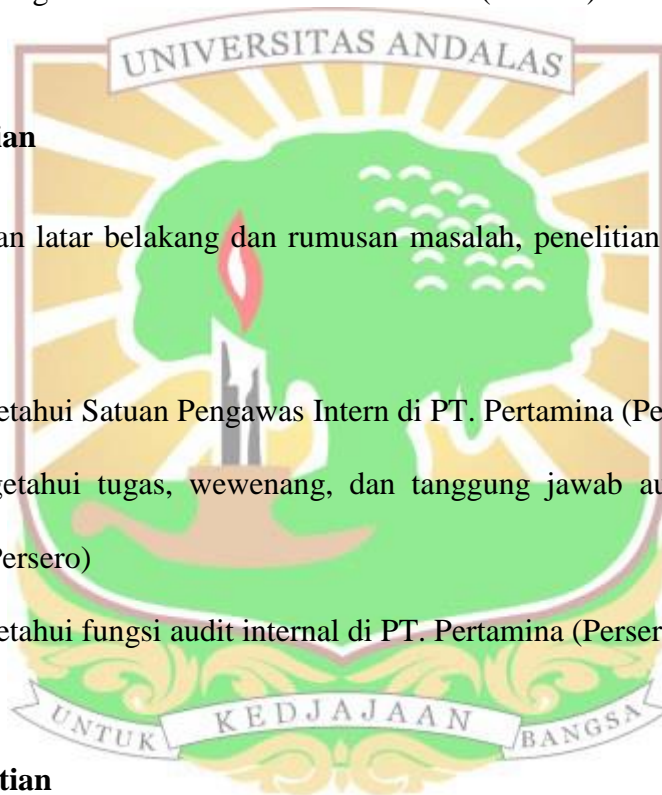 UNIVERSITAS ANDALAS
ian
an latar belakang dan rumusan masalah, penelitian
etahui Satuan Pengawas Intern di PT. Pertamina (Pe
getahui tugas, wewenang, dan tanggung jawab au
Persero)
etahui fungsi audit internal di PT. Pertamina (Perser
UNTUK KEDJAJAAN BANGSA
tian